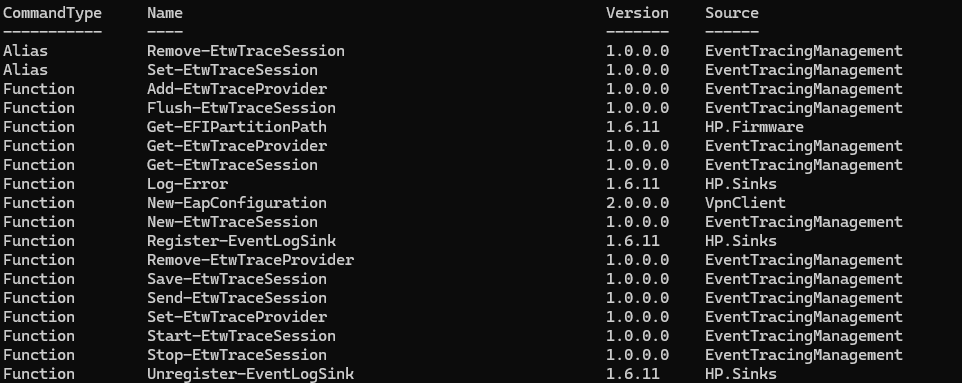 CommandType     Name                                               Version    Source
-----------     ----                                               -------    ------
Alias           Remove-EtwTraceSession                             1.0.0.0    EventTracingManagement
Alias           Set-EtwTraceSession                                1.0.0.0    EventTracingManagement
Function        Add-EtwTraceProvider                               1.0.0.0    EventTracingManagement
Function        Flush-EtwTraceSession                              1.0.0.0    EventTracingManagement
Function        Get-EFIPartitionPath                               1.6.11     HP.Firmware
Function        Get-EtwTraceProvider                               1.0.0.0    EventTracingManagement
Function        Get-EtwTraceSession                                1.0.0.0    EventTracingManagement
Function        Log-Error                                          1.6.11     HP.Sinks
Function        New-EapConfiguration                               2.0.0.0    VpnClient
Function        New-EtwTraceSession                                1.0.0.0    EventTracingManagement
Function        Register-EventLogSink                              1.6.11     HP.Sinks
Function        Remove-EtwTraceProvider                            1.0.0.0    EventTracingManagement
Function        Save-EtwTraceSession                               1.0.0.0    EventTracingManagement
Function        Send-EtwTraceSession                               1.0.0.0    EventTracingManagement
Function        Set-EtwTraceProvider                               1.0.0.0    EventTracingManagement
Function        Start-EtwTraceSession                              1.0.0.0    EventTracingManagement
Function        Stop-EtwTraceSession                               1.0.0.0    EventTracingManagement
Function        Unregister-EventLogSink                            1.6.11     HP.Sinks